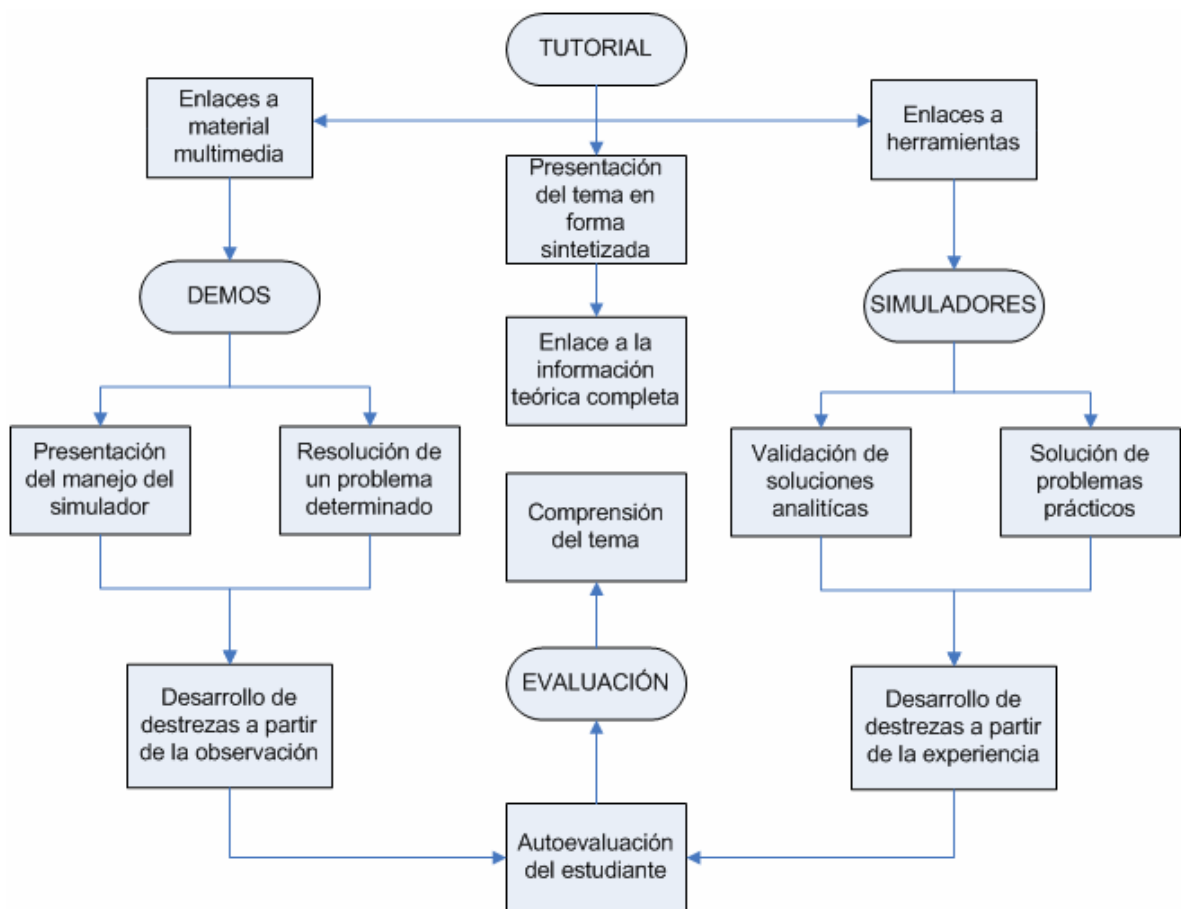 TUTORIAL
Enlaces a
material
multimedia
Enlaces a
herramientas
Presentación
del tema en
forma
sintetizada
DEMOS
SIMULADORES
Enlace a la
información
teórica completa
Presentación
del manejo del
simulador
Resolución de
un problema
determinado
Validación de
soluciones
analitícas
Solución de
problemas
prácticos
Comprensión
del tema
EVALUACIÓN
Desarrollo de
destrezas a partir
de la observación
Desarrollo de
destrezas a partir
de la experiencia
Autoevaluación
del estudiante